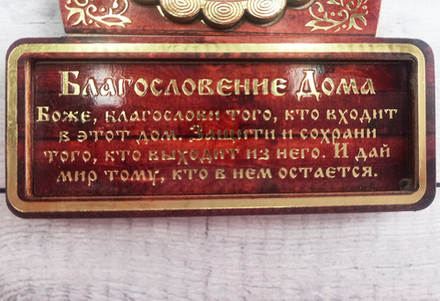 Благословение Дома
Боже, благослови того, кто входит
в этот дом. Защити и сохрани
того, кто выходит из него. И дай
мир тому, кто в нем остается.